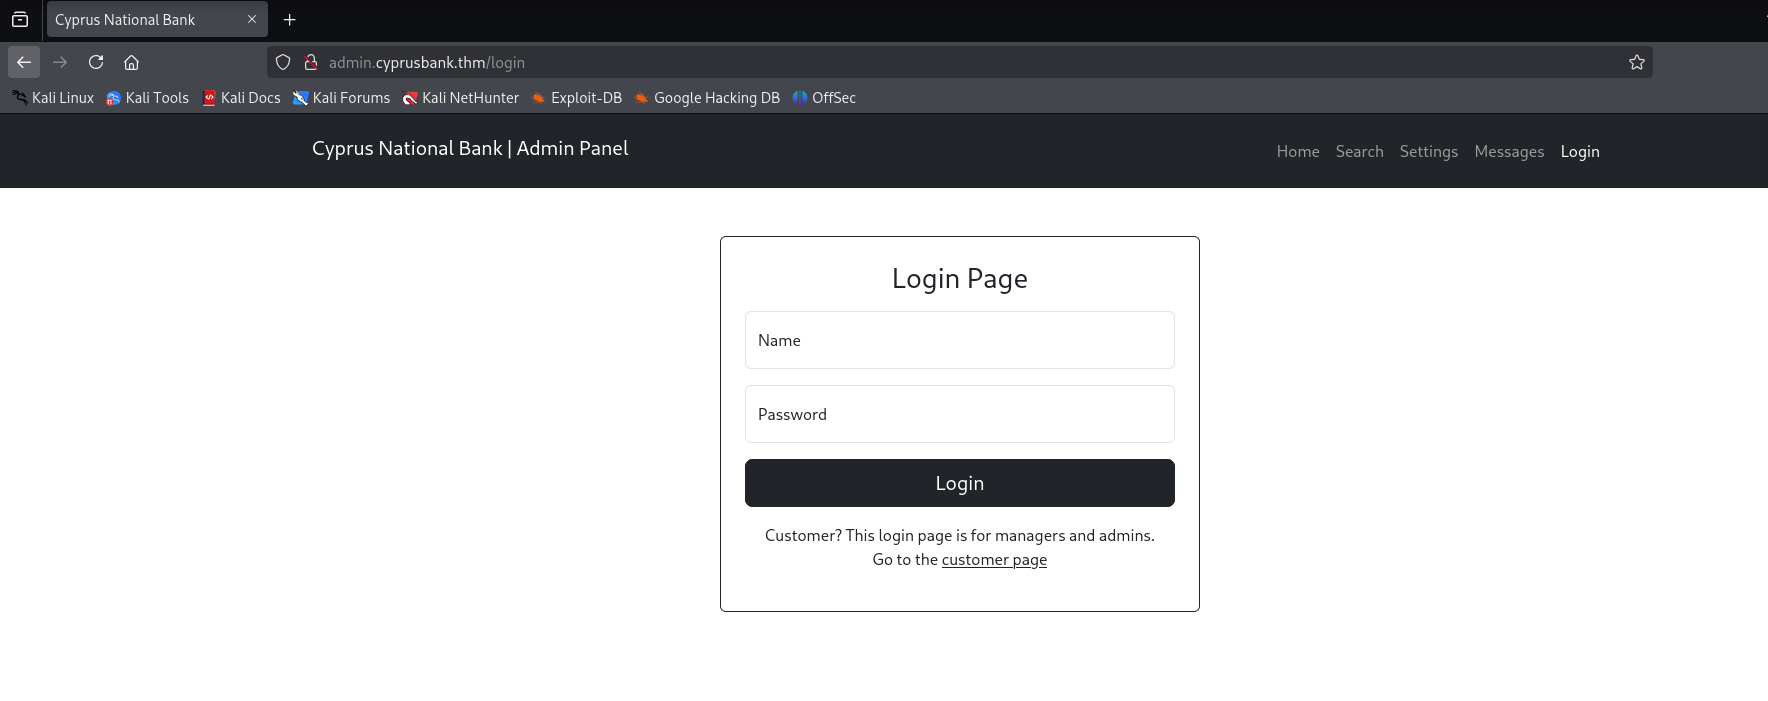 Cyprus National Bank
admin.cyprusbank.thm/login
Kali Linux Kali Tools Kali Docs Kali Forums Kali NetHunter Exploit-DB Google Hacking DB OffSec
Cyprus National Bank | Admin Panel
Home Search Settings Messages Login
Login Page
Name
Password
Login
Customer? This login page is for managers and admins.
Go to the customer page